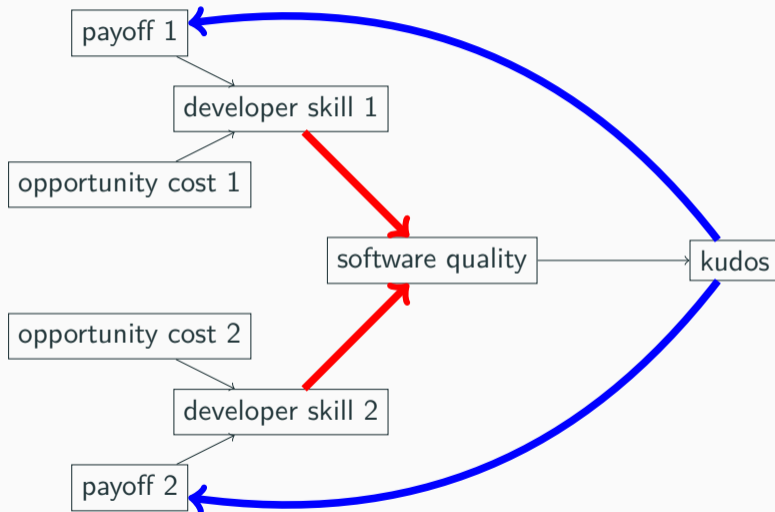 payoff 1
developer skill 1
opportunity cost 1
software quality
kudos
opportunity cost 2
developer skill 2
payoff 2